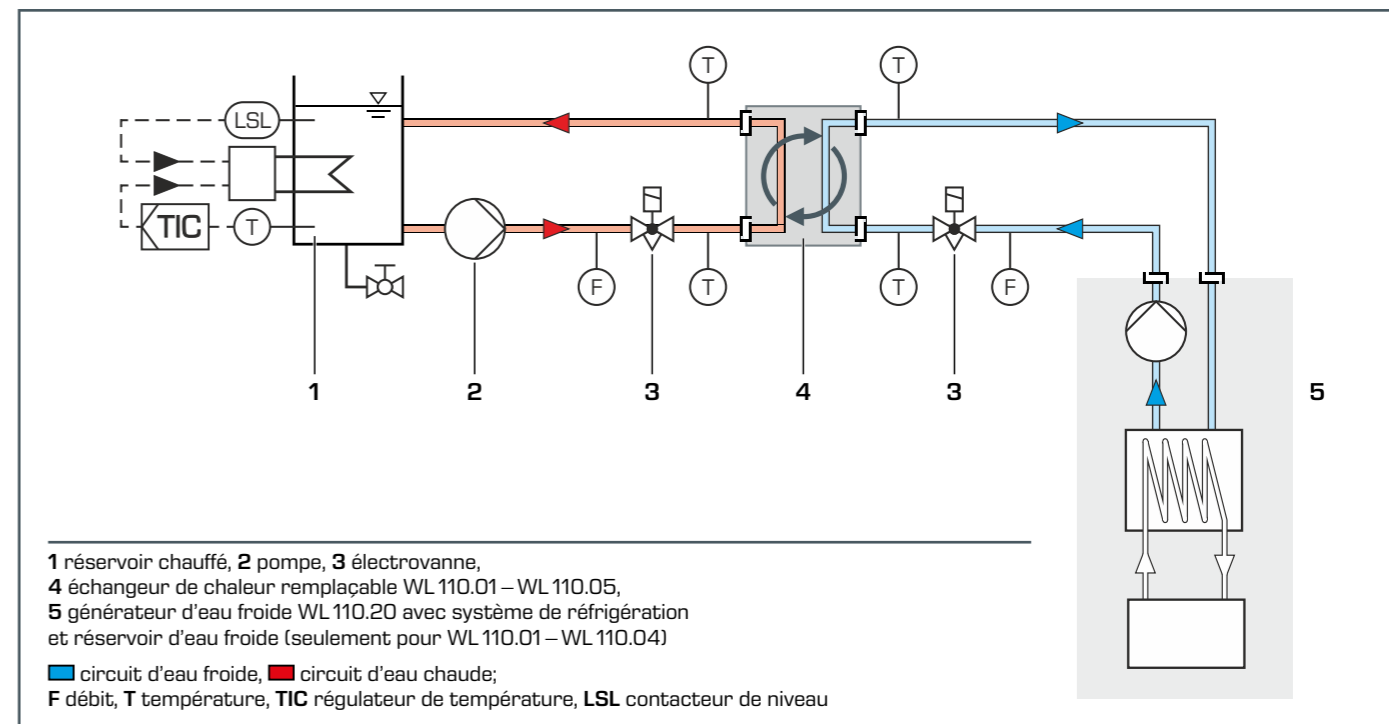 T T
LSL
TIC T
F T T F
1 2 3 4 3 5
1 réservoir chauffé, 2 pompe, 3 électrovanne,
4 échangeur de chaleur remplaçable WL 110.01 – WL 110.05,
5 générateur d'eau froide WL 110.20 avec système de réfrigération
et réservoir d'eau froide (seulement pour WL 110.01 – WL 110.04)
circuit d'eau froide, circuit d'eau chaude;
F débit, T température, TIC régulateur de température, LSL contacteur de niveau